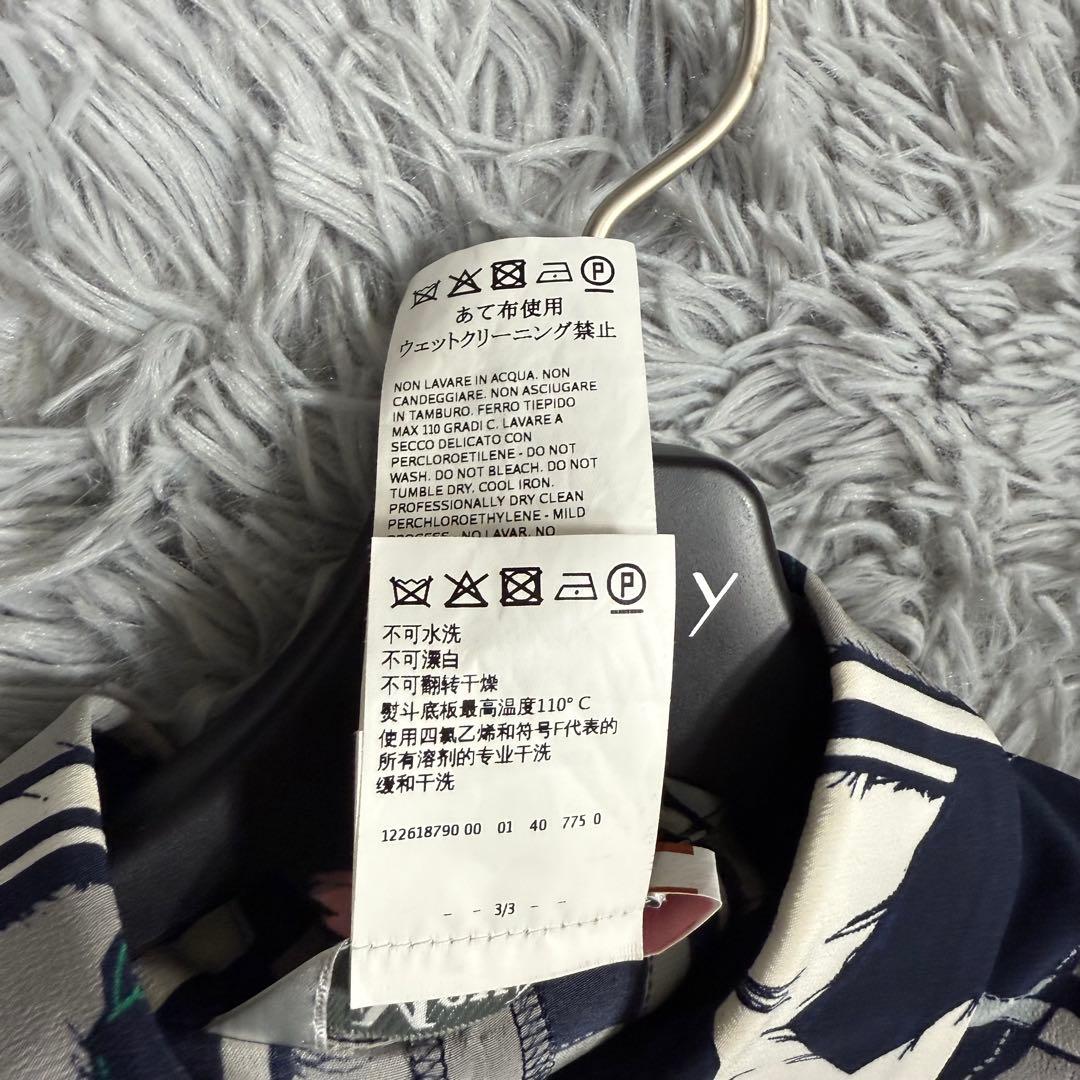 P
あて布使用
ウェットクリーニング禁止
NON LAVARE IN ACQUA. NON
CANDEGGIARE. NON ASCIUGARE
IN TAMBURO. FERRO TIEPIDO
MAX 110 GRADI C. LAVARE A
SECCO DELICATO CON
PERCLOROETILENE - DO NOT
WASH. DO NOT BLEACH. DO NOT
TUMBLE DRY. COOL IRON.
PROFESSIONALLY DRY CLEAN
PERCHLOROETHYLENE - MILD
PROCESS - NO LAVAR. NO
P
y
不可水洗
不可漂白
不可翻转干燥
熨斗底板最高温度110° C
使用四氯乙烯和符号F代表的
所有溶剂的专业干洗
缓和干洗
122618790 00 01 40 775 0
- - 3/3 - -